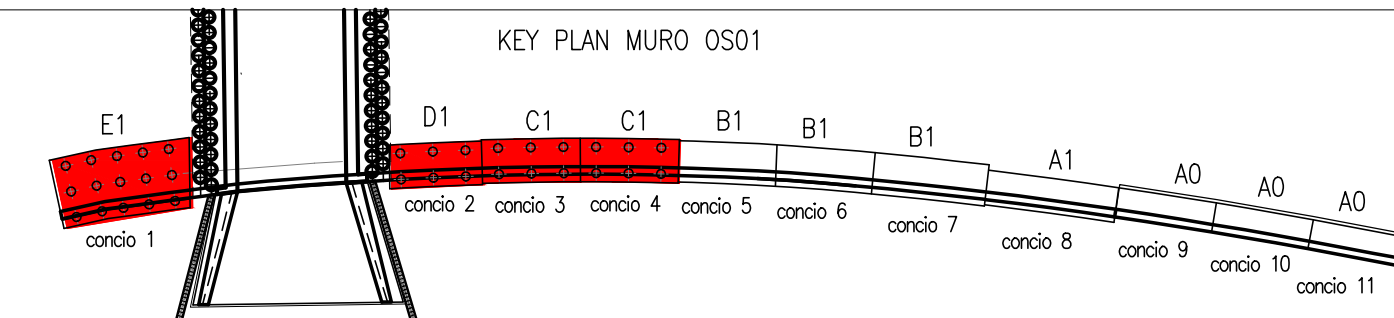 KEY PLAN MURO OS01
E1
D1
C1
C1
B1
B1
B1
A1
A0
A0
A0
concio 1
concio 2
concio 3
concio 4
concio 5
concio 6
concio 7
concio 8
concio 9
concio 10
concio 11